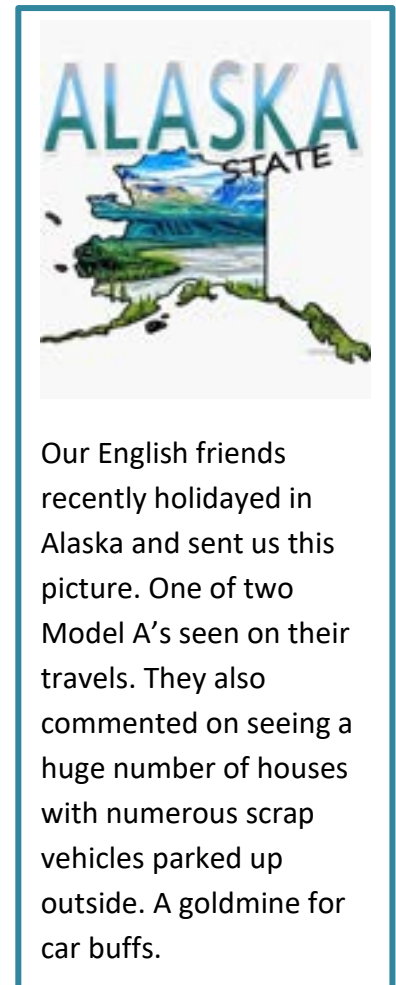 ALASKA
STATE
Our English friends
recently holidayed in
Alaska and sent us this
picture. One of two
Model A’s seen on their
travels. They also
commented on seeing a
huge number of houses
with numerous scrap
vehicles parked up
outside. A goldmine for
car buffs.